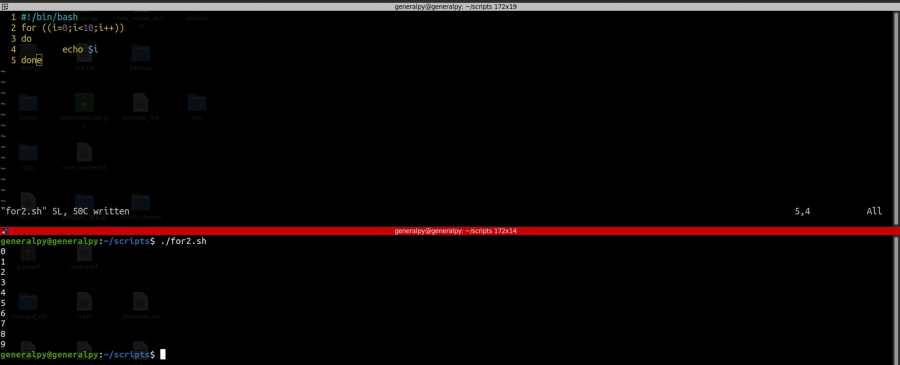 generalpy@generalpy: ~/scripts 172x19
1 #!/bin/bash
2 for ((i=0;i<10;i++))
3 do
4         echo $i
5 done
~
~
~
~
~
~
~
~
~
~
~
~
~
"for2.sh" 5L, 50C written 5,4 All
generalpy@generalpy: ~/scripts 172x14
generalpy@generalpy:~/scripts$ ./for2.sh
0
1
2
3
4
5
6
7
8
9
generalpy@generalpy:~/scripts$